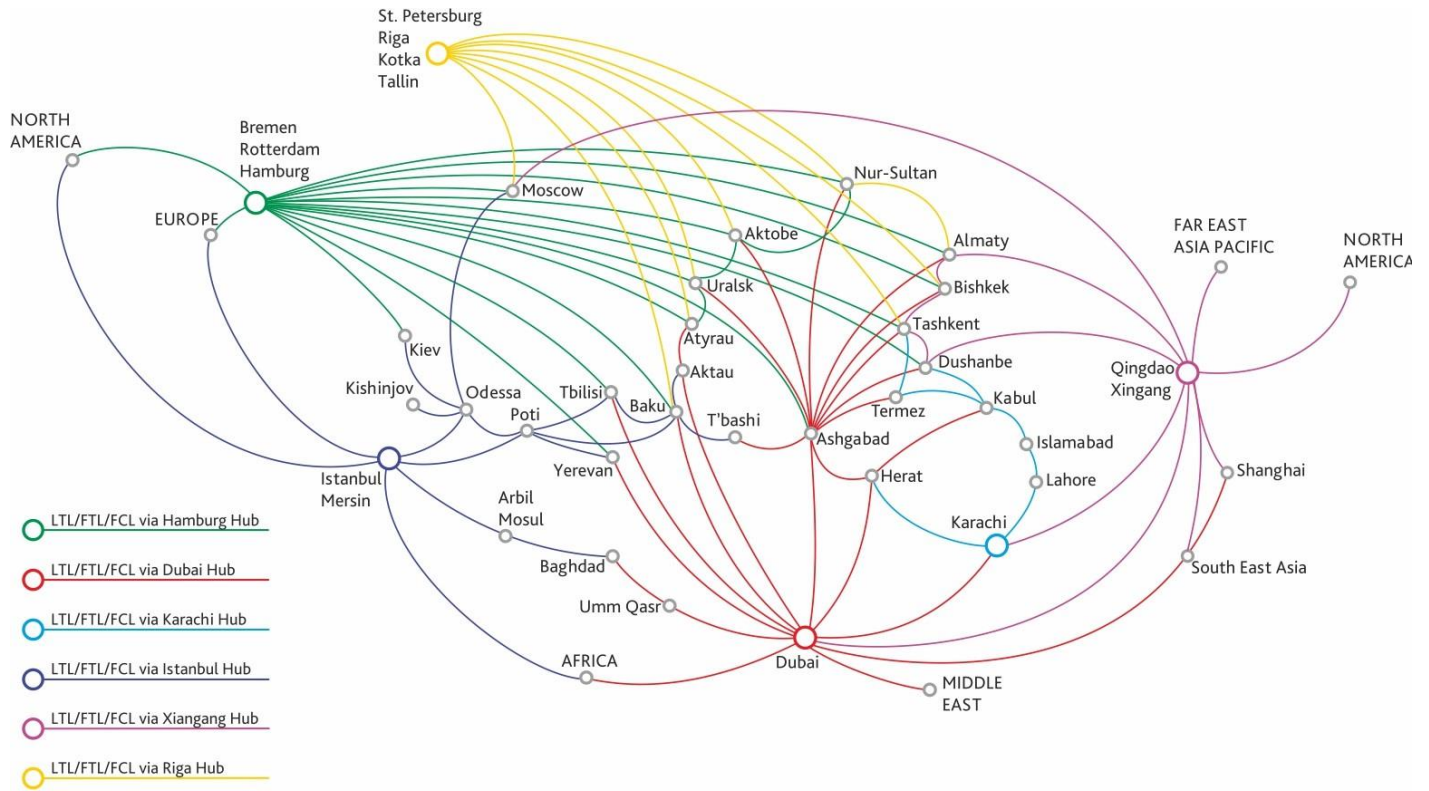 St. Petersburg
Riga
Kotka
Tallin
NORTH
AMERICA
Bremen
Rotterdam
Hamburg
Moscow
Nur-Sultan
EUROPE
Aktobe
Almaty
FAR EAST
ASIA PACIFIC
NORTH
AMERICA
Uralsk
Bishkek
Atyrau
Tashkent
Kiev
Aktau
Dushanbe
Qingdao
Xingang
Kishinjov
Odessa
Tbilisi
Baku
Termez
Kabul
Poti
T'bashi
Ashgabad
Islamabad
Yerevan
Istanbul
Mersin
Herat
Lahore
Shanghai
Arbil
Mosul
Karachi
Baghdad
South East Asia
Umm Qasr
Dubai
AFRICA
MIDDLE
EAST
LTL/FTL/FCL via Hamburg Hub
LTL/FTL/FCL via Dubai Hub
LTL/FTL/FCL via Karachi Hub
LTL/FTL/FCL via Istanbul Hub
LTL/FTL/FCL via Xiangang Hub
LTL/FTL/FCL via Riga Hub